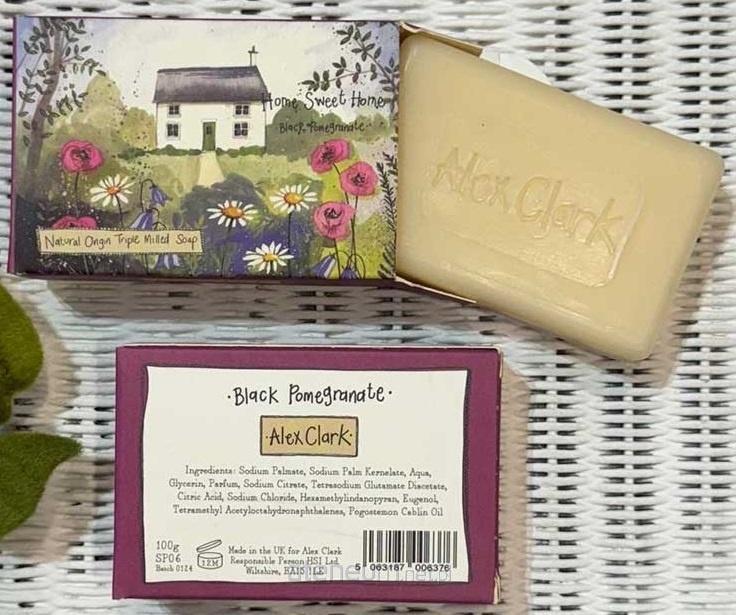 Home Sweet Home
Black Pomegranate
Natural Origin Triple Milled Soap
Alex Clark
·Black Pomegranate·
·Alex Clark·
Ingredients: Sodium Palmate, Sodium Palm Kernelate, Aqua,
Glycerin, Parfum, Sodium Citrate, Tetrasodium Glutamate Diacetate,
Citric Acid, Sodium Chloride, Hexamethylindanopyran, Eugenol,
Tetramethyl Acetyloctahydronaphthalenes, Pogostemon Cablin Oil
100g
SP06
Batch 0124
12M
Made in the UK for Alex Clark
Responsible Person HSI Ltd.
Wiltshire,
5 063187 006376